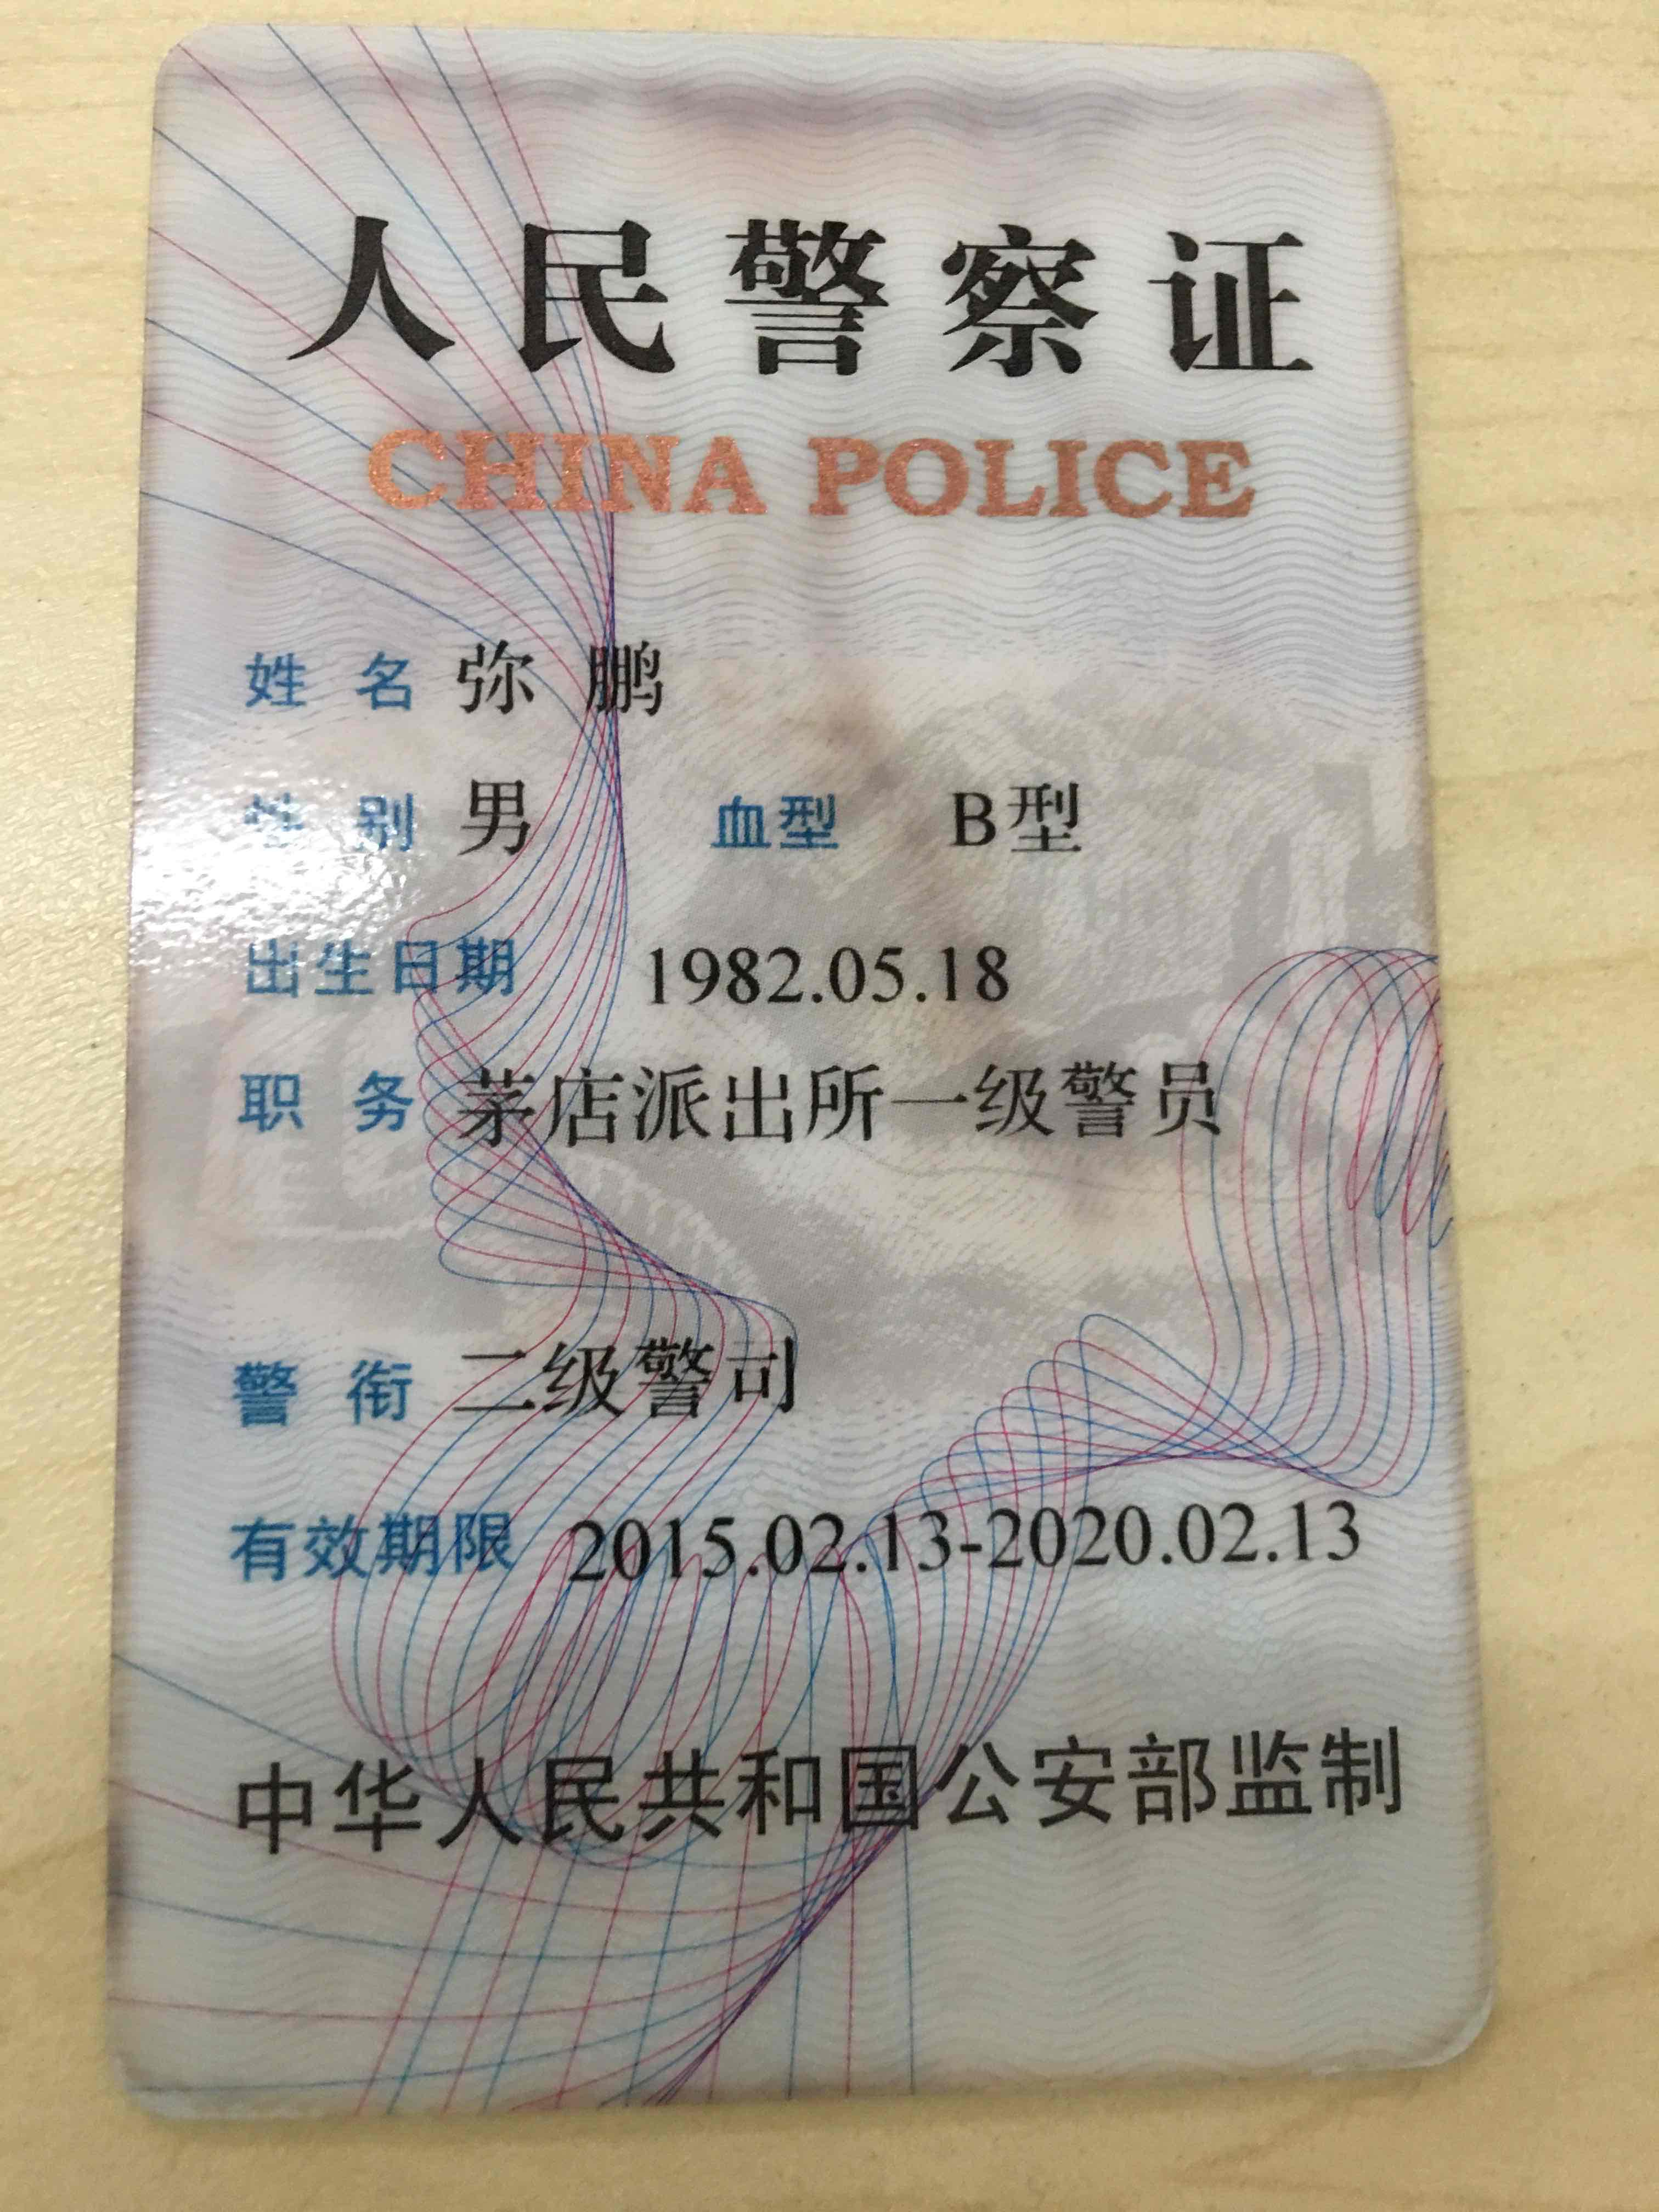 人民警察证
CHINA POLICE
姓 名 弥 鹏
性 别 男 血型 B型
出生日期 1982.05.18
职 务 茅店派出所一级警员
警 衔 二级警司
有效期限 2015.02.13-2020.02.13
中华人民共和国公安部监制